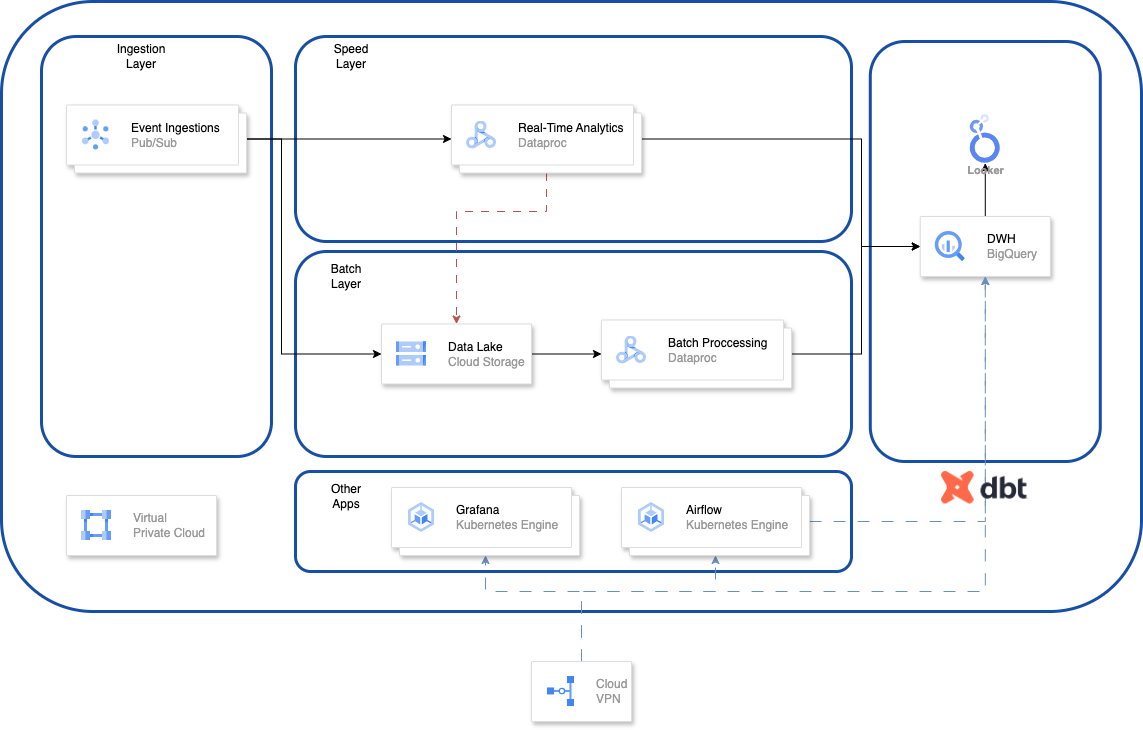 Ingestion
Layer
Event Ingestions
Pub/Sub
Speed
Layer
Real-Time Analytics
Dataproc
Looker
DWH
BigQuery
Batch
Layer
Data Lake
Cloud Storage
Batch Proccessing
Dataproc
dbt
Other
Apps
Grafana
Kubernetes Engine
Airflow
Kubernetes Engine
Virtual
Private Cloud
Cloud
VPN